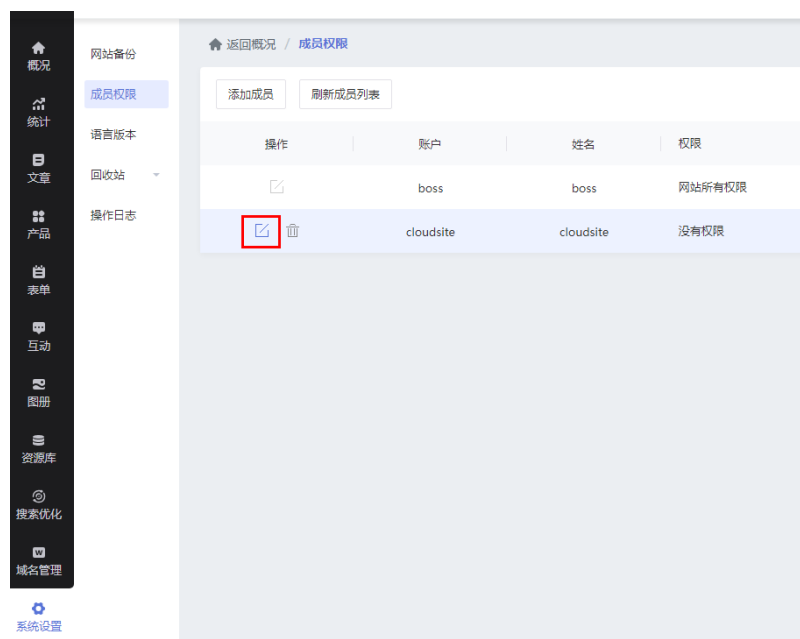 概况
统计
文章
产品
表单
互动
图册
资源库
搜索优化
域名管理
系统设置
网站备份
成员权限
语言版本
回收站
操作日志
返回概况 / 成员权限
添加成员 刷新成员列表
操作 账户 姓名 权限
boss boss 网站所有权限
cloudsite cloudsite 没有权限